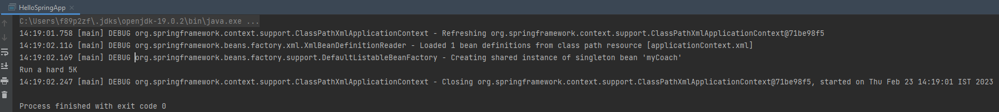 HelloSpringApp
C:\Users\f89p2zf\.jdks\openjdk-19.0.2\bin\java.exe ...
14:19:01.758 [main] DEBUG org.springframework.context.support.ClassPathXmlApplicationContext - Refreshing org.springframework.context.support.ClassPathXmlApplicationContext@71be98f5
14:19:02.116 [main] DEBUG org.springframework.beans.factory.xml.XmlBeanDefinitionReader - Loaded 1 bean definitions from class path resource [applicationContext.xml]
14:19:02.169 [main] DEBUG org.springframework.beans.factory.support.DefaultListableBeanFactory - Creating shared instance of singleton bean 'myCoach'
Run a hard 5K
14:19:02.247 [main] DEBUG org.springframework.context.support.ClassPathXmlApplicationContext - Closing org.springframework.context.support.ClassPathXmlApplicationContext@71be98f5, started on Thu Feb 23 14:19:01 IST 2023
Process finished with exit code 0